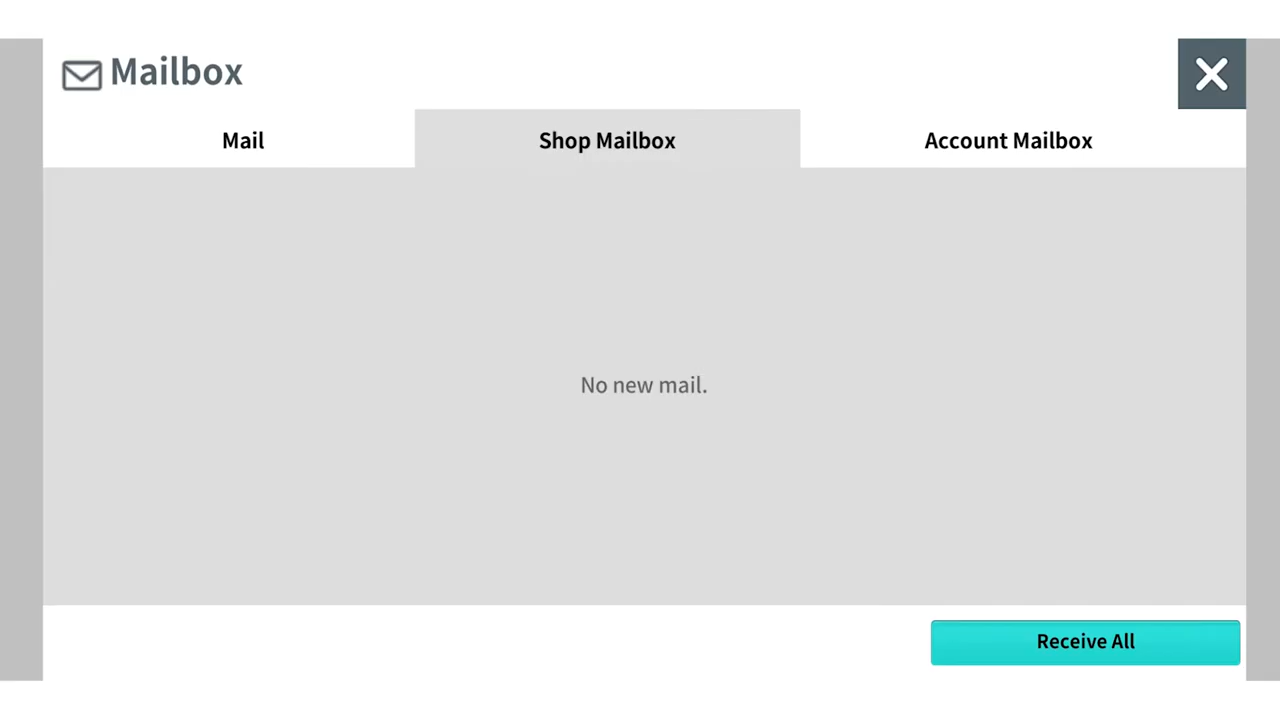 Mailbox
Mail
Shop Mailbox
Account Mailbox
No new mail.
Receive All